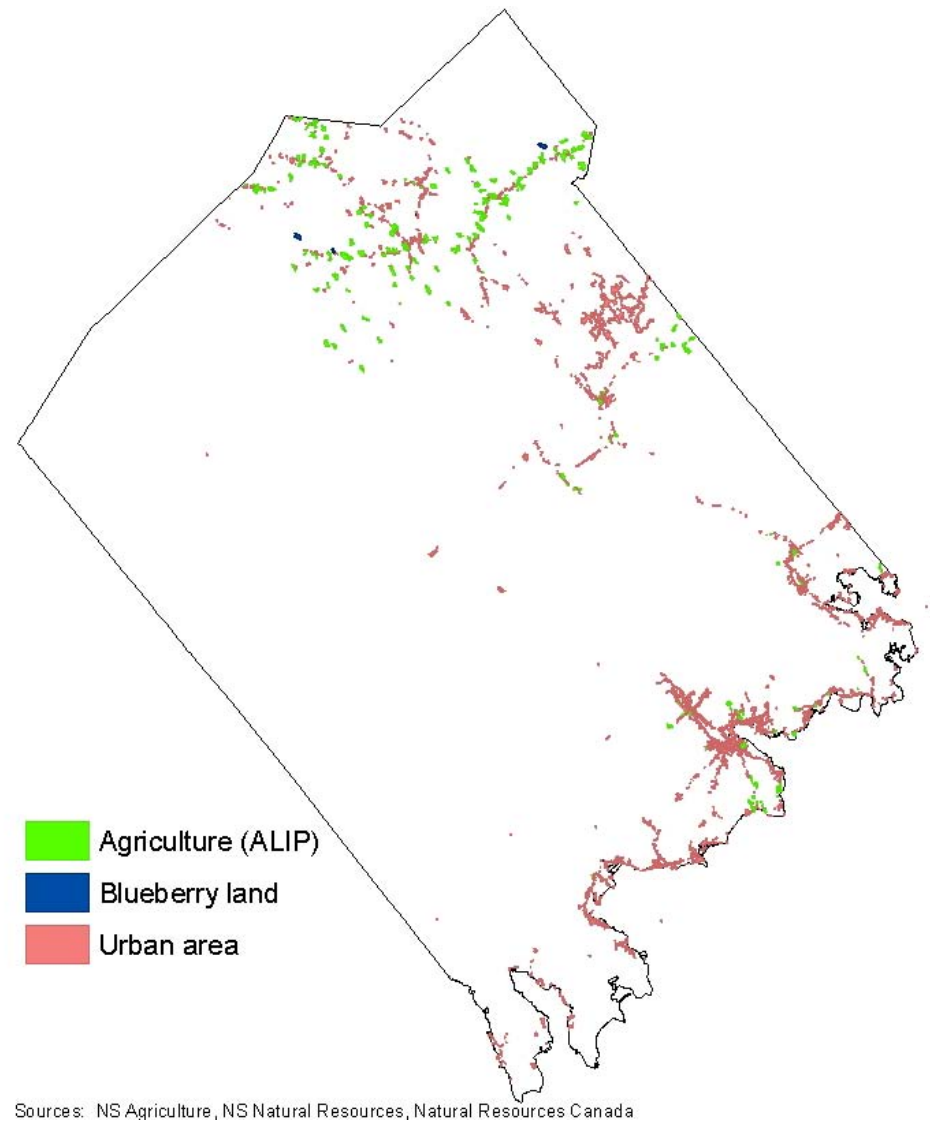 Agriculture (ALIP)
Blueberry land
Urban area
Sources: NS Agriculture, NS Natural Resources, Natural Resources Canada